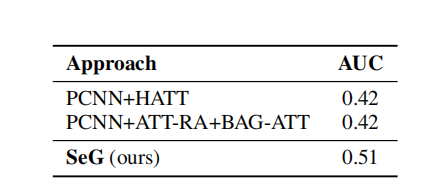 Approach AUC
PCNN+HATT 0.42
PCNN+ATT-RA+BAG-ATT 0.42
SeG (ours) 0.51